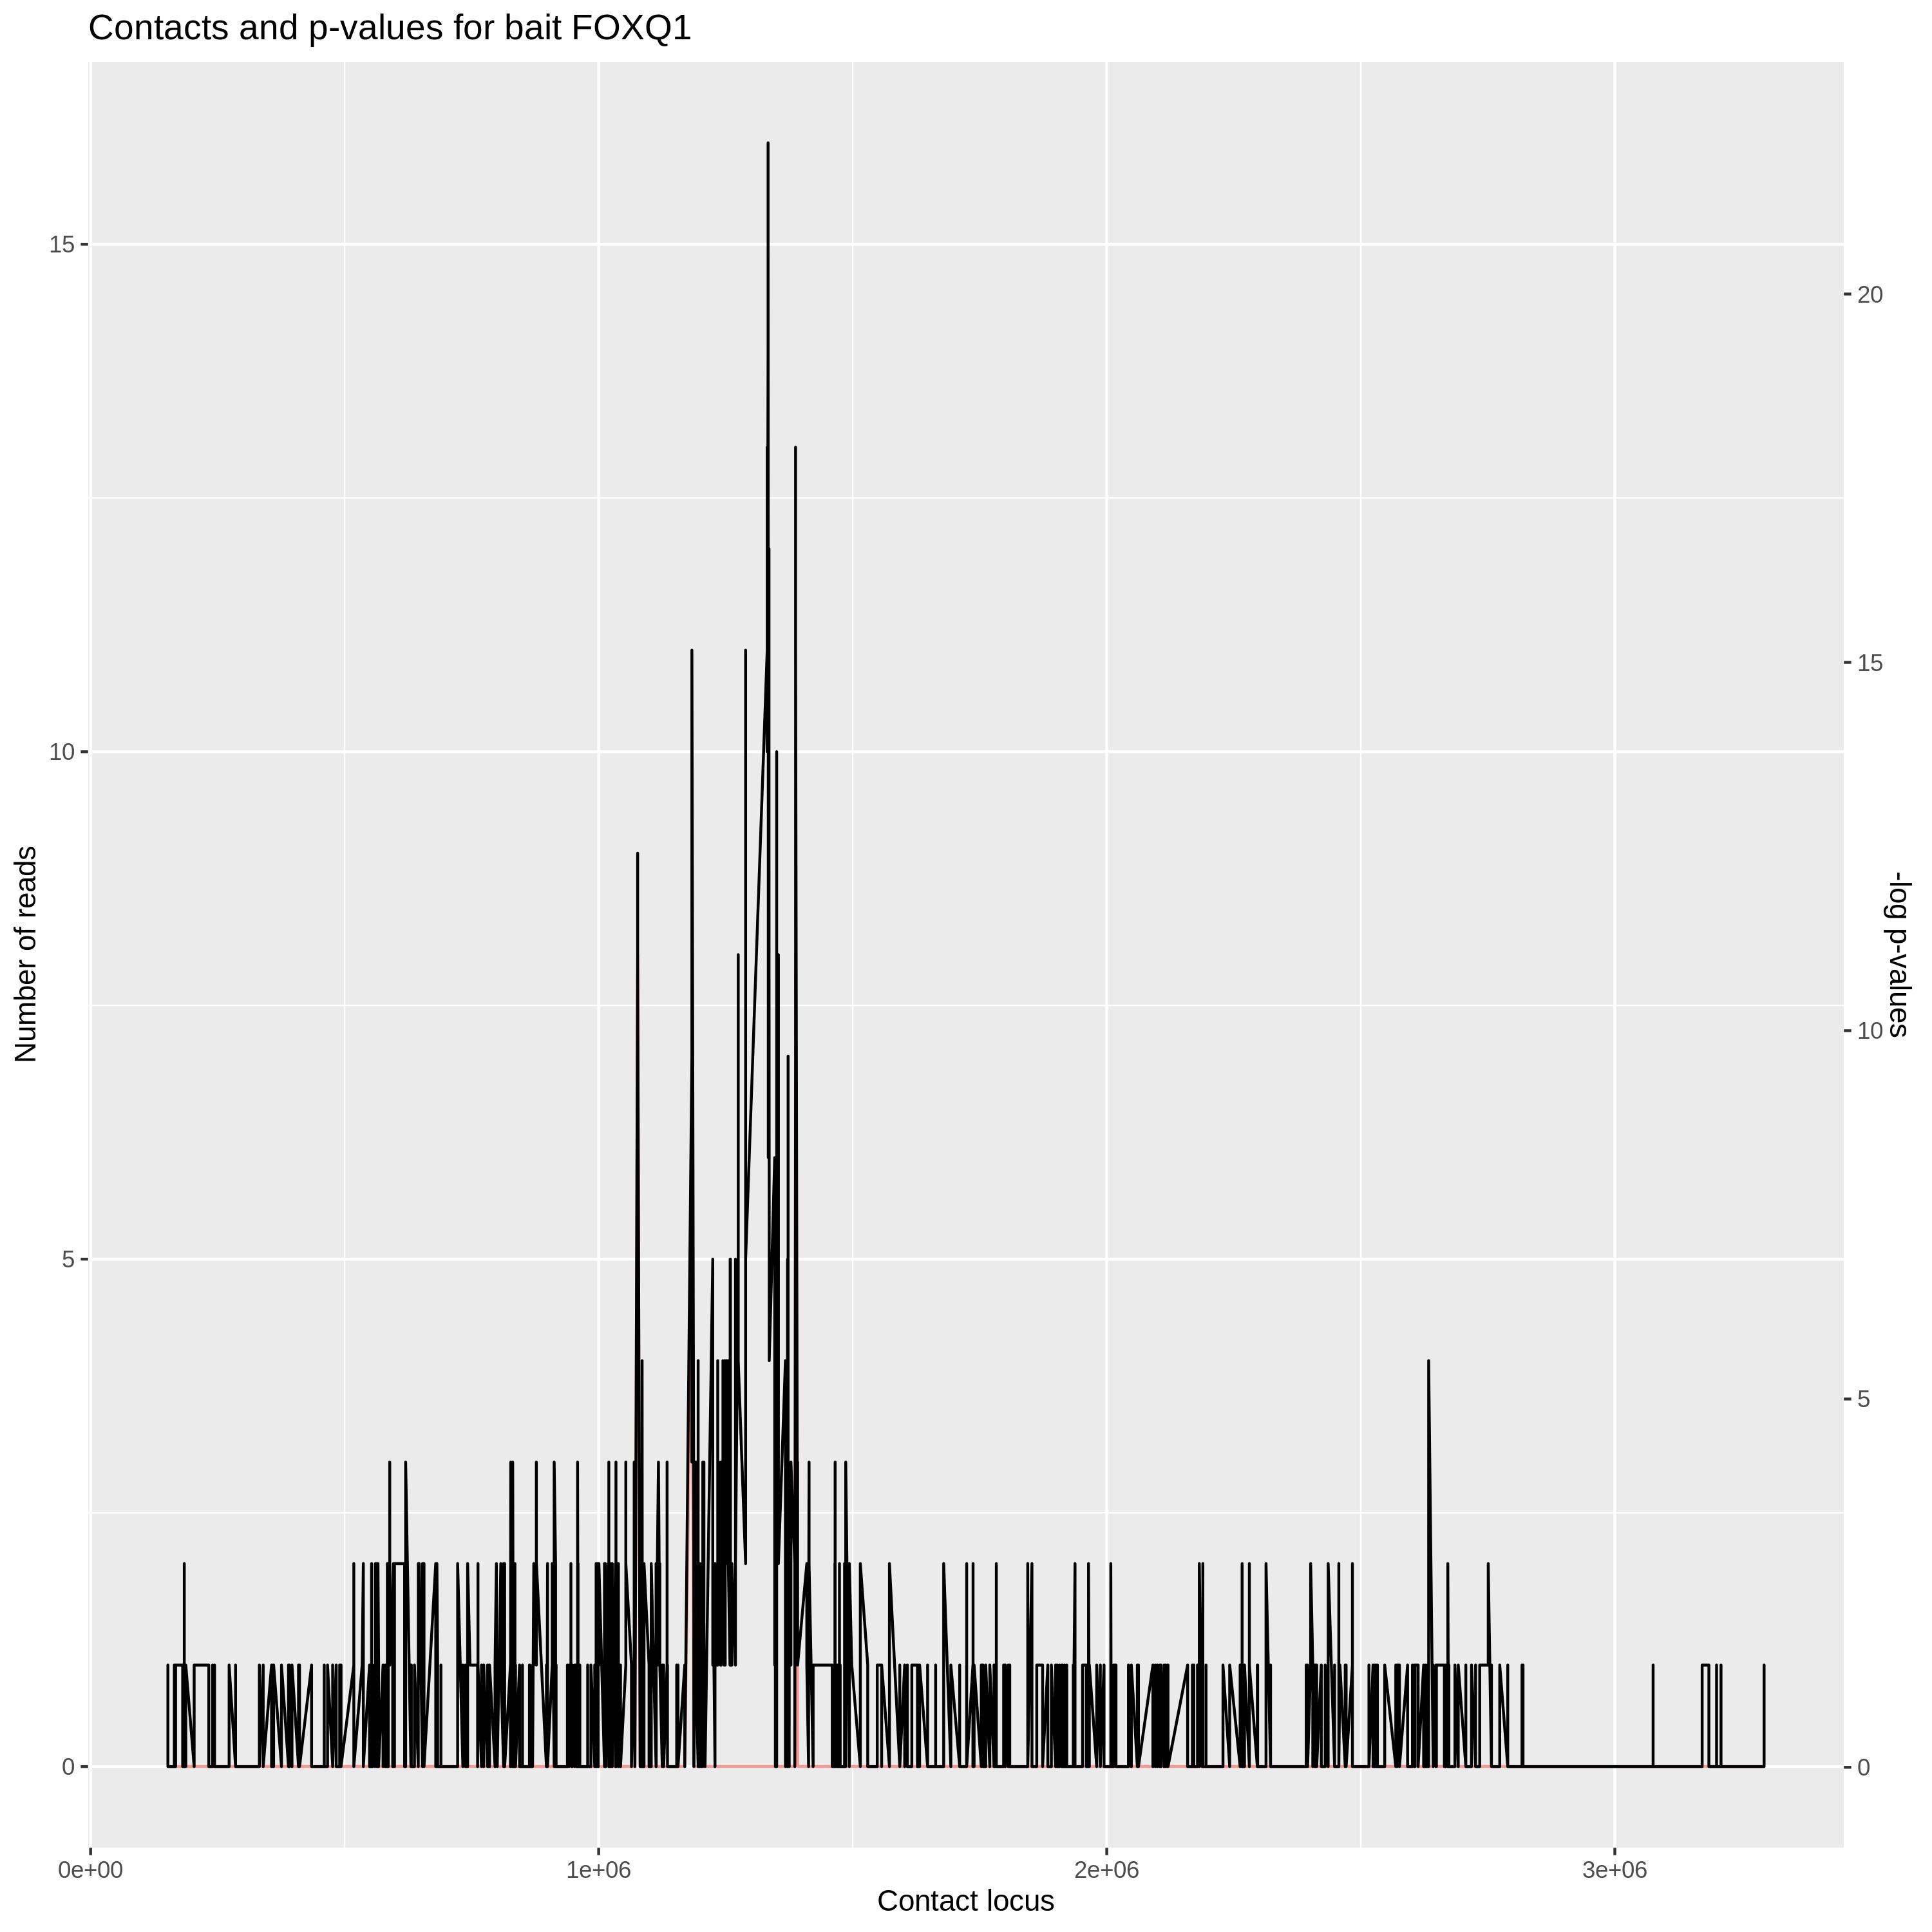 Contacts and p-values for bait FOXQ1
15
10
5
0
Number of reads
20
15
10
5
0
-log p-values
0e+00
1e+06
2e+06
3e+06
Contact locus